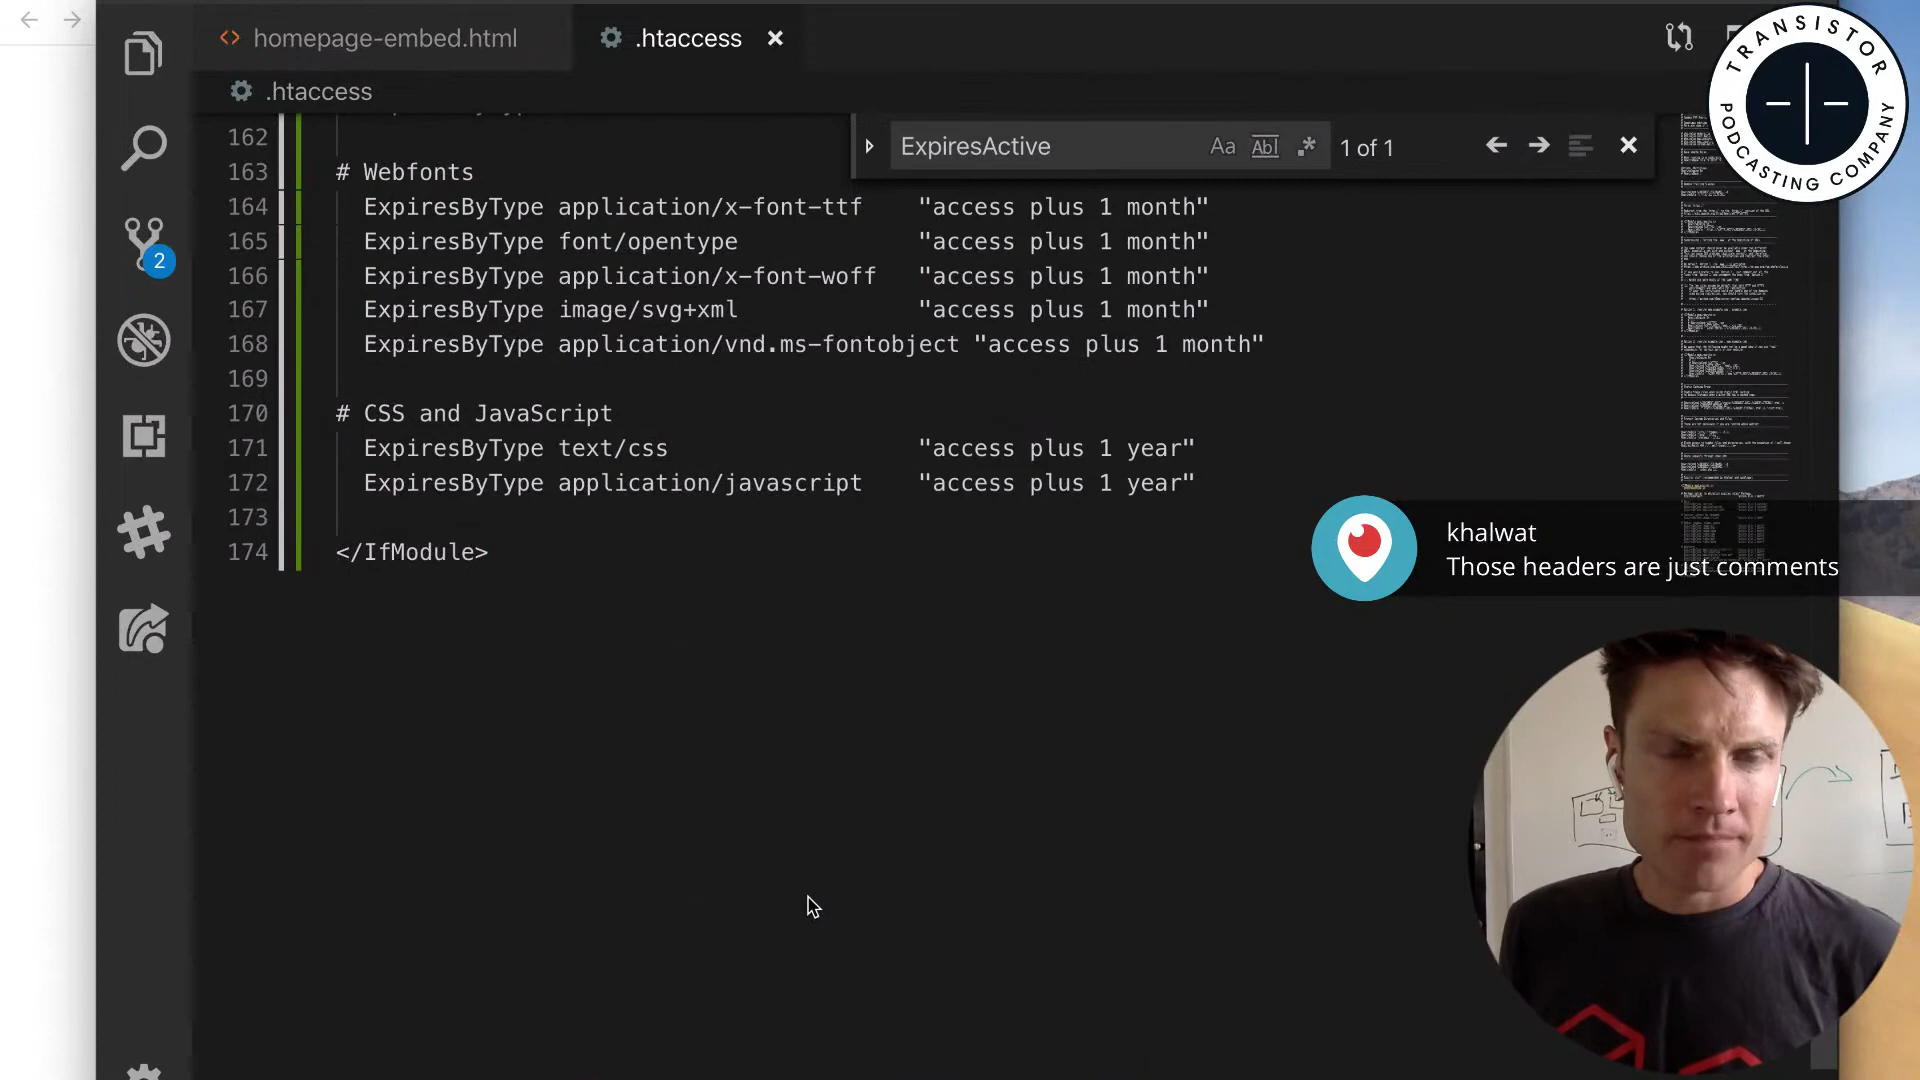 homepage-embed.html
.htaccess
.htaccess
ExpiresActive
Aa
Abl
1 of 1
162
163 # Webfonts
164 ExpiresByType application/x-font-ttf "access plus 1 month"
165 ExpiresByType font/opentype "access plus 1 month"
166 ExpiresByType application/x-font-woff "access plus 1 month"
167 ExpiresByType image/svg+xml "access plus 1 month"
168 ExpiresByType application/vnd.ms-fontobject "access plus 1 month"
169
170 # CSS and JavaScript
171 ExpiresByType text/css "access plus 1 year"
172 ExpiresByType application/javascript "access plus 1 year"
173
174 </IfModule>
2
khalwat
Those headers are just comments
TRANSISTOR
PODCASTING COMPANY